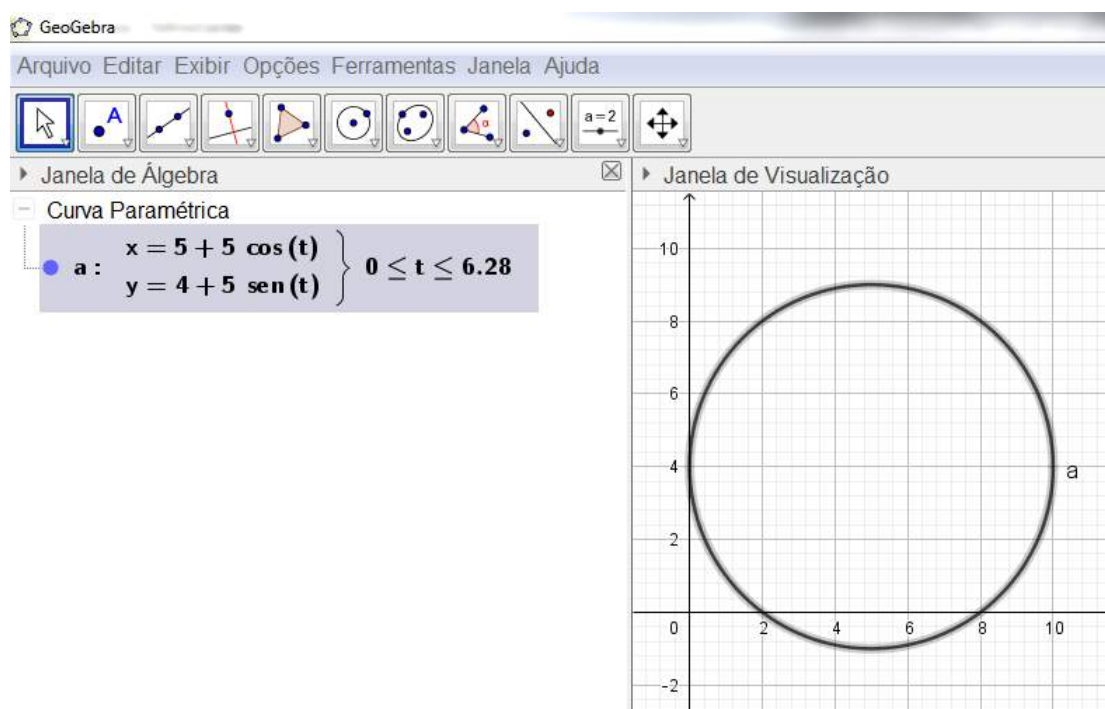 GeoGebra
Arquivo Editar Exibir Opções Ferramentas Janela Ajuda
A
α
a=2
Janela de Álgebra
Janela de Visualização
Curva Paramétrica
a : x = 5 + 5 cos (t)
y = 4 + 5 sen (t)
0 ≤ t ≤ 6.28
10
8
6
4
2
0
-2
2
4
6
8
10
a